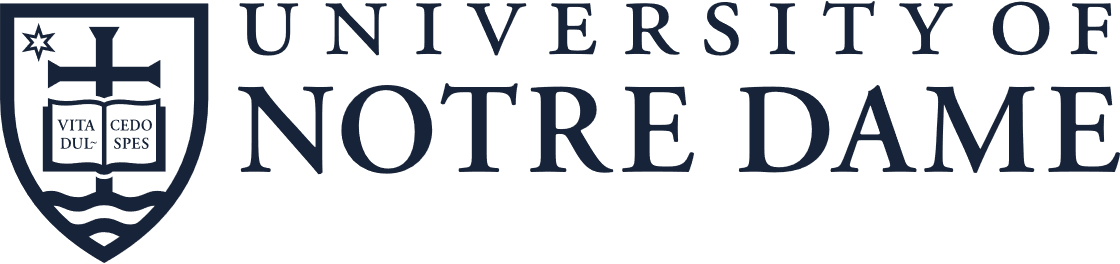 VITA
DUL~
CEDO
SPES
UNIVERSITY OF
NOTRE DAME